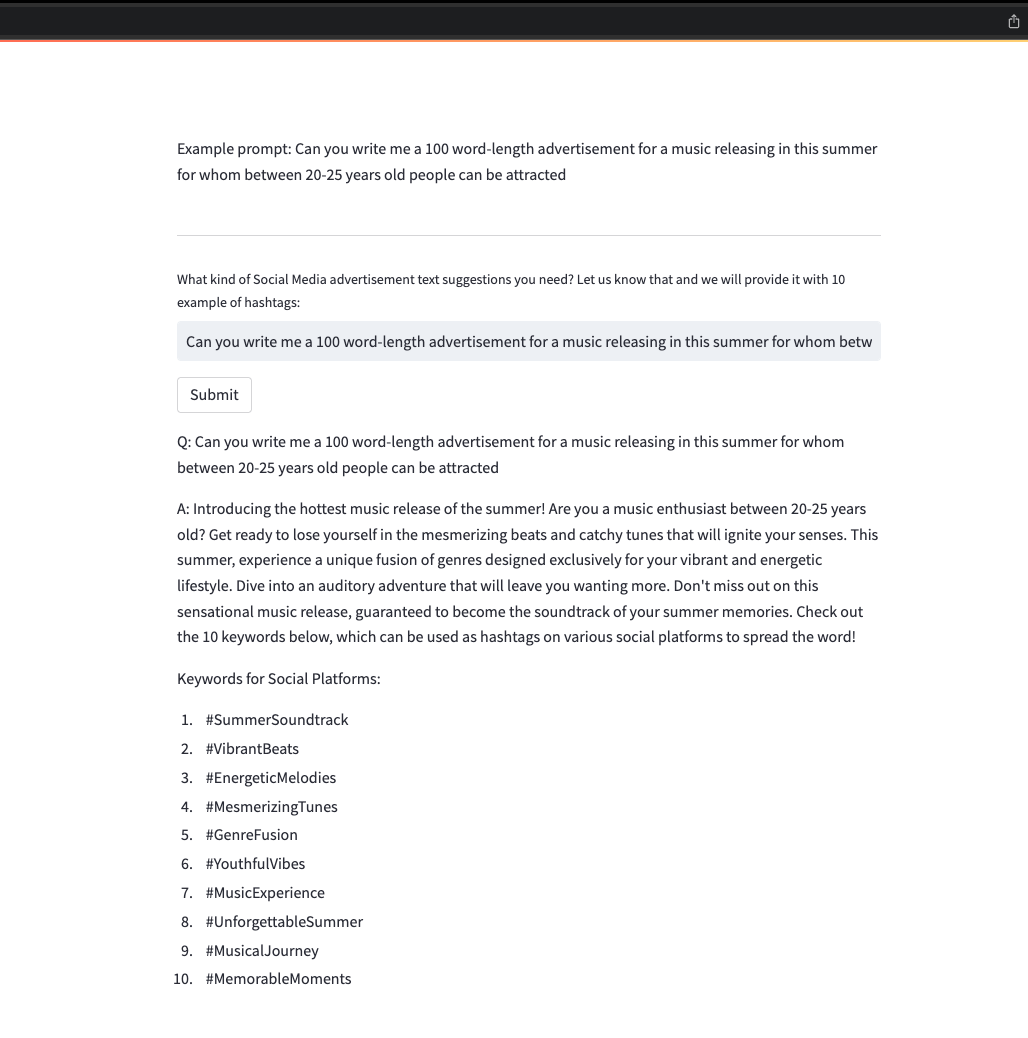 Example prompt: Can you write me a 100 word-length advertisement for a music releasing in this summer
for whom between 20-25 years old people can be attracted
What kind of Social Media advertisement text suggestions you need? Let us know that and we will provide it with 10
example of hashtags:
Can you write me a 100 word-length advertisement for a music releasing in this summer for whom betw
Submit
Q: Can you write me a 100 word-length advertisement for a music releasing in this summer for whom
between 20-25 years old people can be attracted
A: Introducing the hottest music release of the summer! Are you a music enthusiast between 20-25 years
old? Get ready to lose yourself in the mesmerizing beats and catchy tunes that will ignite your senses. This
summer, experience a unique fusion of genres designed exclusively for your vibrant and energetic
lifestyle. Dive into an auditory adventure that will leave you wanting more. Don't miss out on this
sensational music release, guaranteed to become the soundtrack of your summer memories. Check out
the 10 keywords below, which can be used as hashtags on various social platforms to spread the word!
Keywords for Social Platforms:
1. #SummerSoundtrack
2. #VibrantBeats
3. #EnergeticMelodies
4. #MesmerizingTunes
5. #GenreFusion
6. #YouthfulVibes
7. #MusicExperience
8. #UnforgettableSummer
9. #MusicalJourney
10. #MemorableMoments